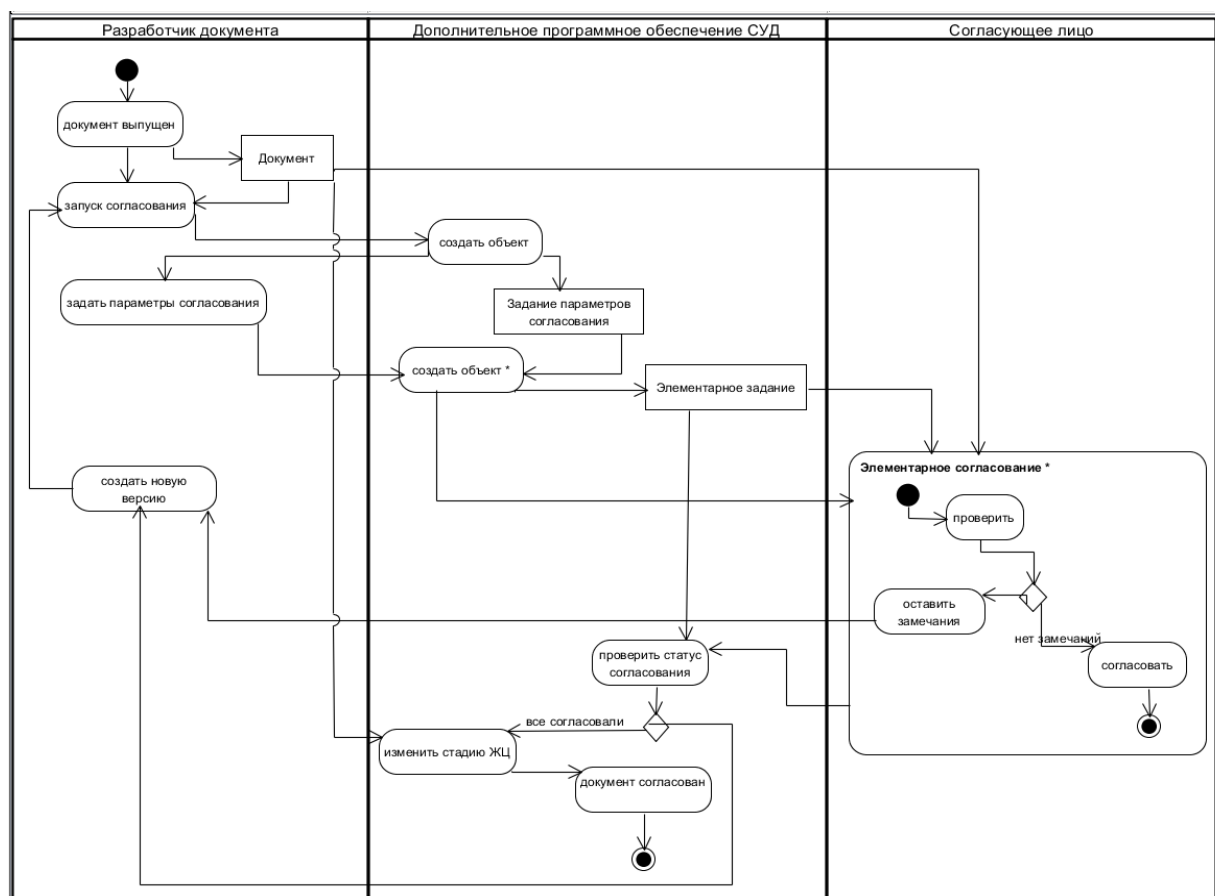 Разработчик документа
Дополнительное программное обеспечение СУД
Согласующее лицо
документ выпущен
Документ
запуск согласования
создать объект
задать параметры согласования
Задание параметров
согласования
создать объект *
Элементарное задание
Элементарное согласование *
создать новую
версию
проверить
оставить
замечания
нет замечаний
согласовать
проверить статус
согласования
все согласовали
изменить стадию ЖЦ
документ согласован